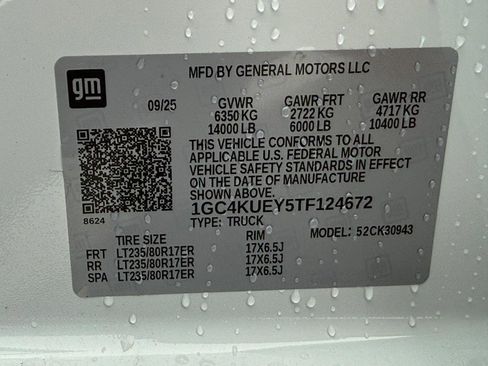 gm
MFD BY GENERAL MOTORS LLC
09/25 GVWR GAWR FRT GAWR RR
6350 KG 2722 KG 4717 KG
14000 LB 6000 LB 10400 LB
THIS VEHICLE CONFORMS TO ALL
APPLICABLE U.S. FEDERAL MOTOR
VEHICLE SAFETY STANDARDS IN EFFECT
ON THE DATE OF MANUFACTURE
SHOWN ABOVE.
1GC4KUEY5TF124672
8624 TYPE: TRUCK
TIRE SIZE RIM MODEL: 52CK30943
FRT LT235/80R17ER 17X6.5J
RR LT235/80R17ER 17X6.5J
SPA LT235/80R17ER 17X6.5J